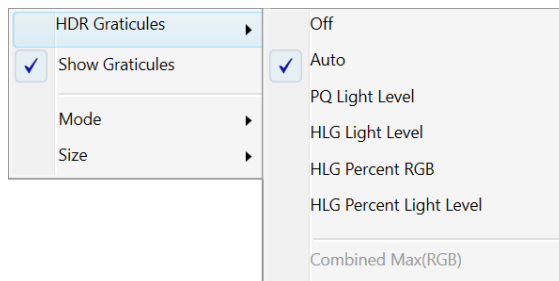 HDR Graticules
Show Graticules
Mode
Size
Off
Auto
PQ Light Level
HLG Light Level
HLG Percent RGB
HLG Percent Light Level
Combined Max(RGB)